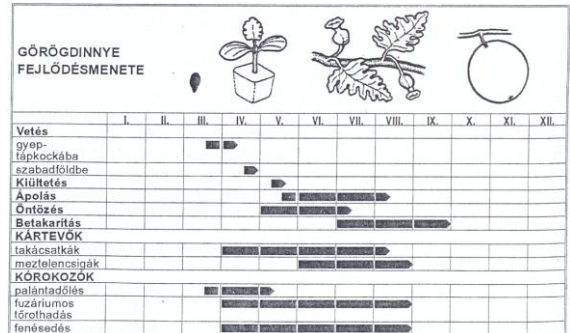 GÖRÖGDINNYE
FEJLŐDÉSMENETE
I. II. III. IV. V. VI. VII. VIII. IX. X. XI. XII.
Vetés
gyep-
tápkockába
szabadföldbe
Kiültetés
Ápolás
Öntözés
Betakarítás
KÁRTEVŐK
takácsatkák
meztelencsigák
KÓROKOZÓK
palántadőlés
fuzáriumos
tőrothadás
fenésedés